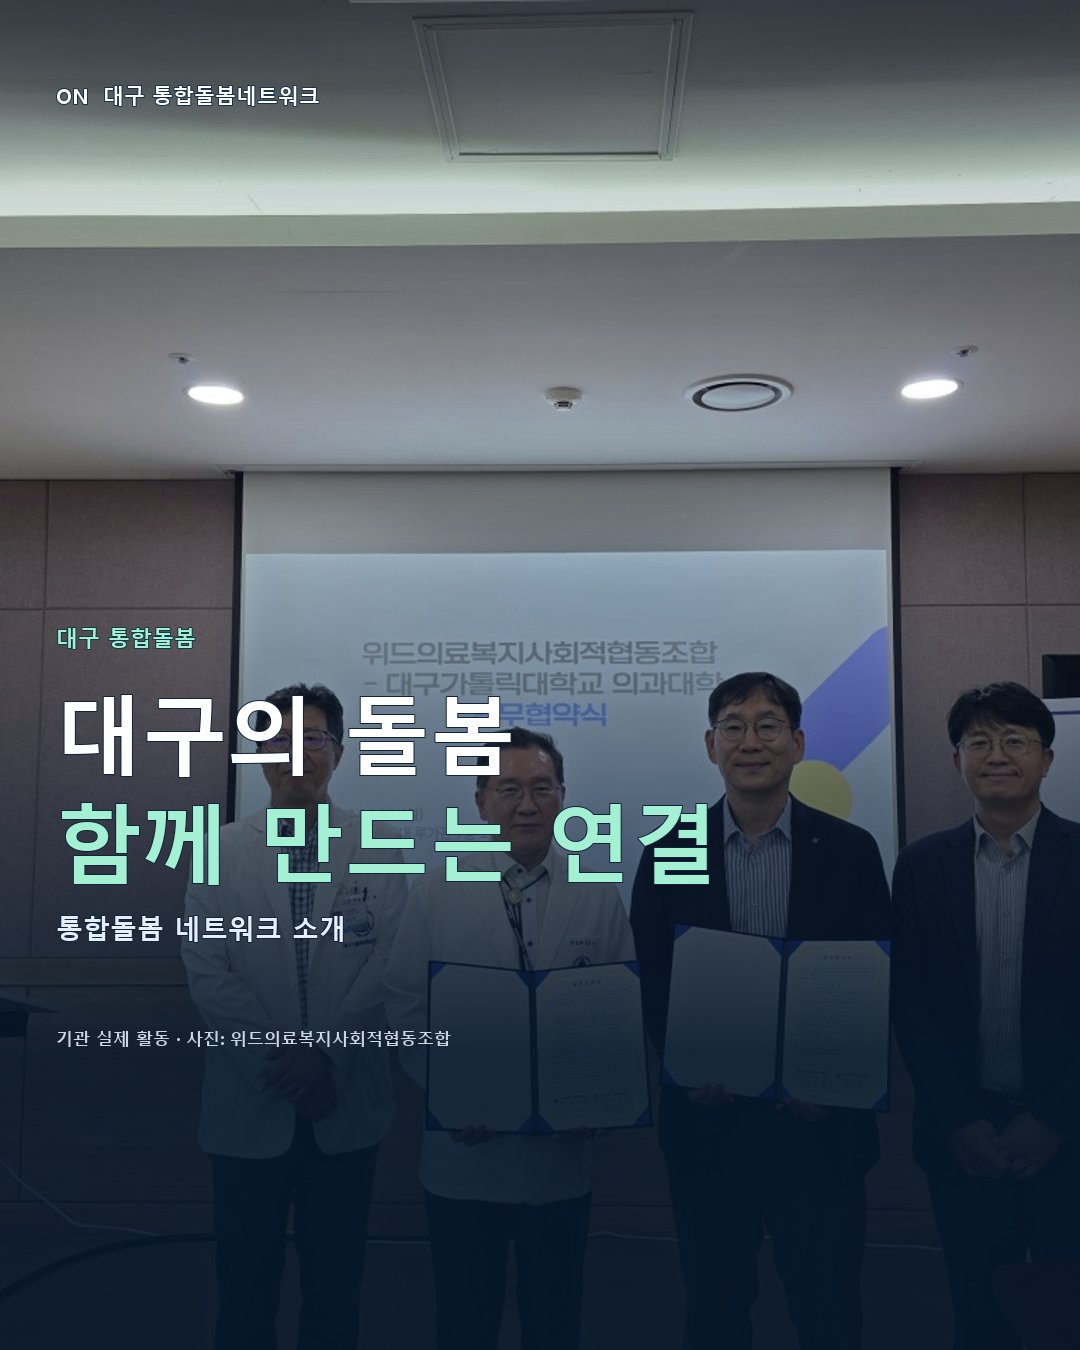 ON 대구 통합돌봄네트워크
위드의료복지사회적협동조합
- 대구가톨릭대학교 의과대학
무협약식
대구 통합돌봄
대구의 돌봄
함께 만드는 연결
통합돌봄 네트워크 소개
기관 실제 활동 · 사진: 위드의료복지사회적협동조합